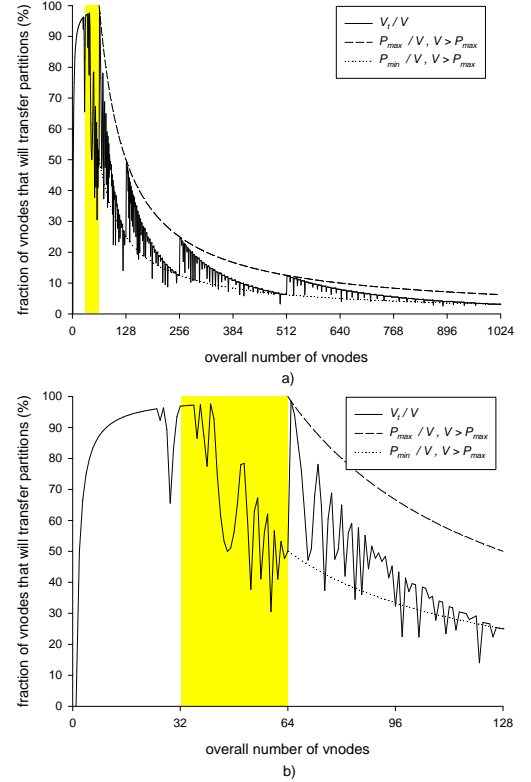 fraction of vnodes that will transfer partitions (%)
100
90
80
70
60
50
40
30
20
10
0
V_t / V
P_max / V , V > P_max
P_min / V , V > P_max
0 128 256 384 512 640 768 896 1024
overall number of vnodes
a)
fraction of vnodes that will transfer partitions (%)
100
90
80
70
60
50
40
30
20
10
0
V_t / V
P_max / V , V > P_max
P_min / V , V > P_max
0 32 64 96 128
overall number of vnodes
b)